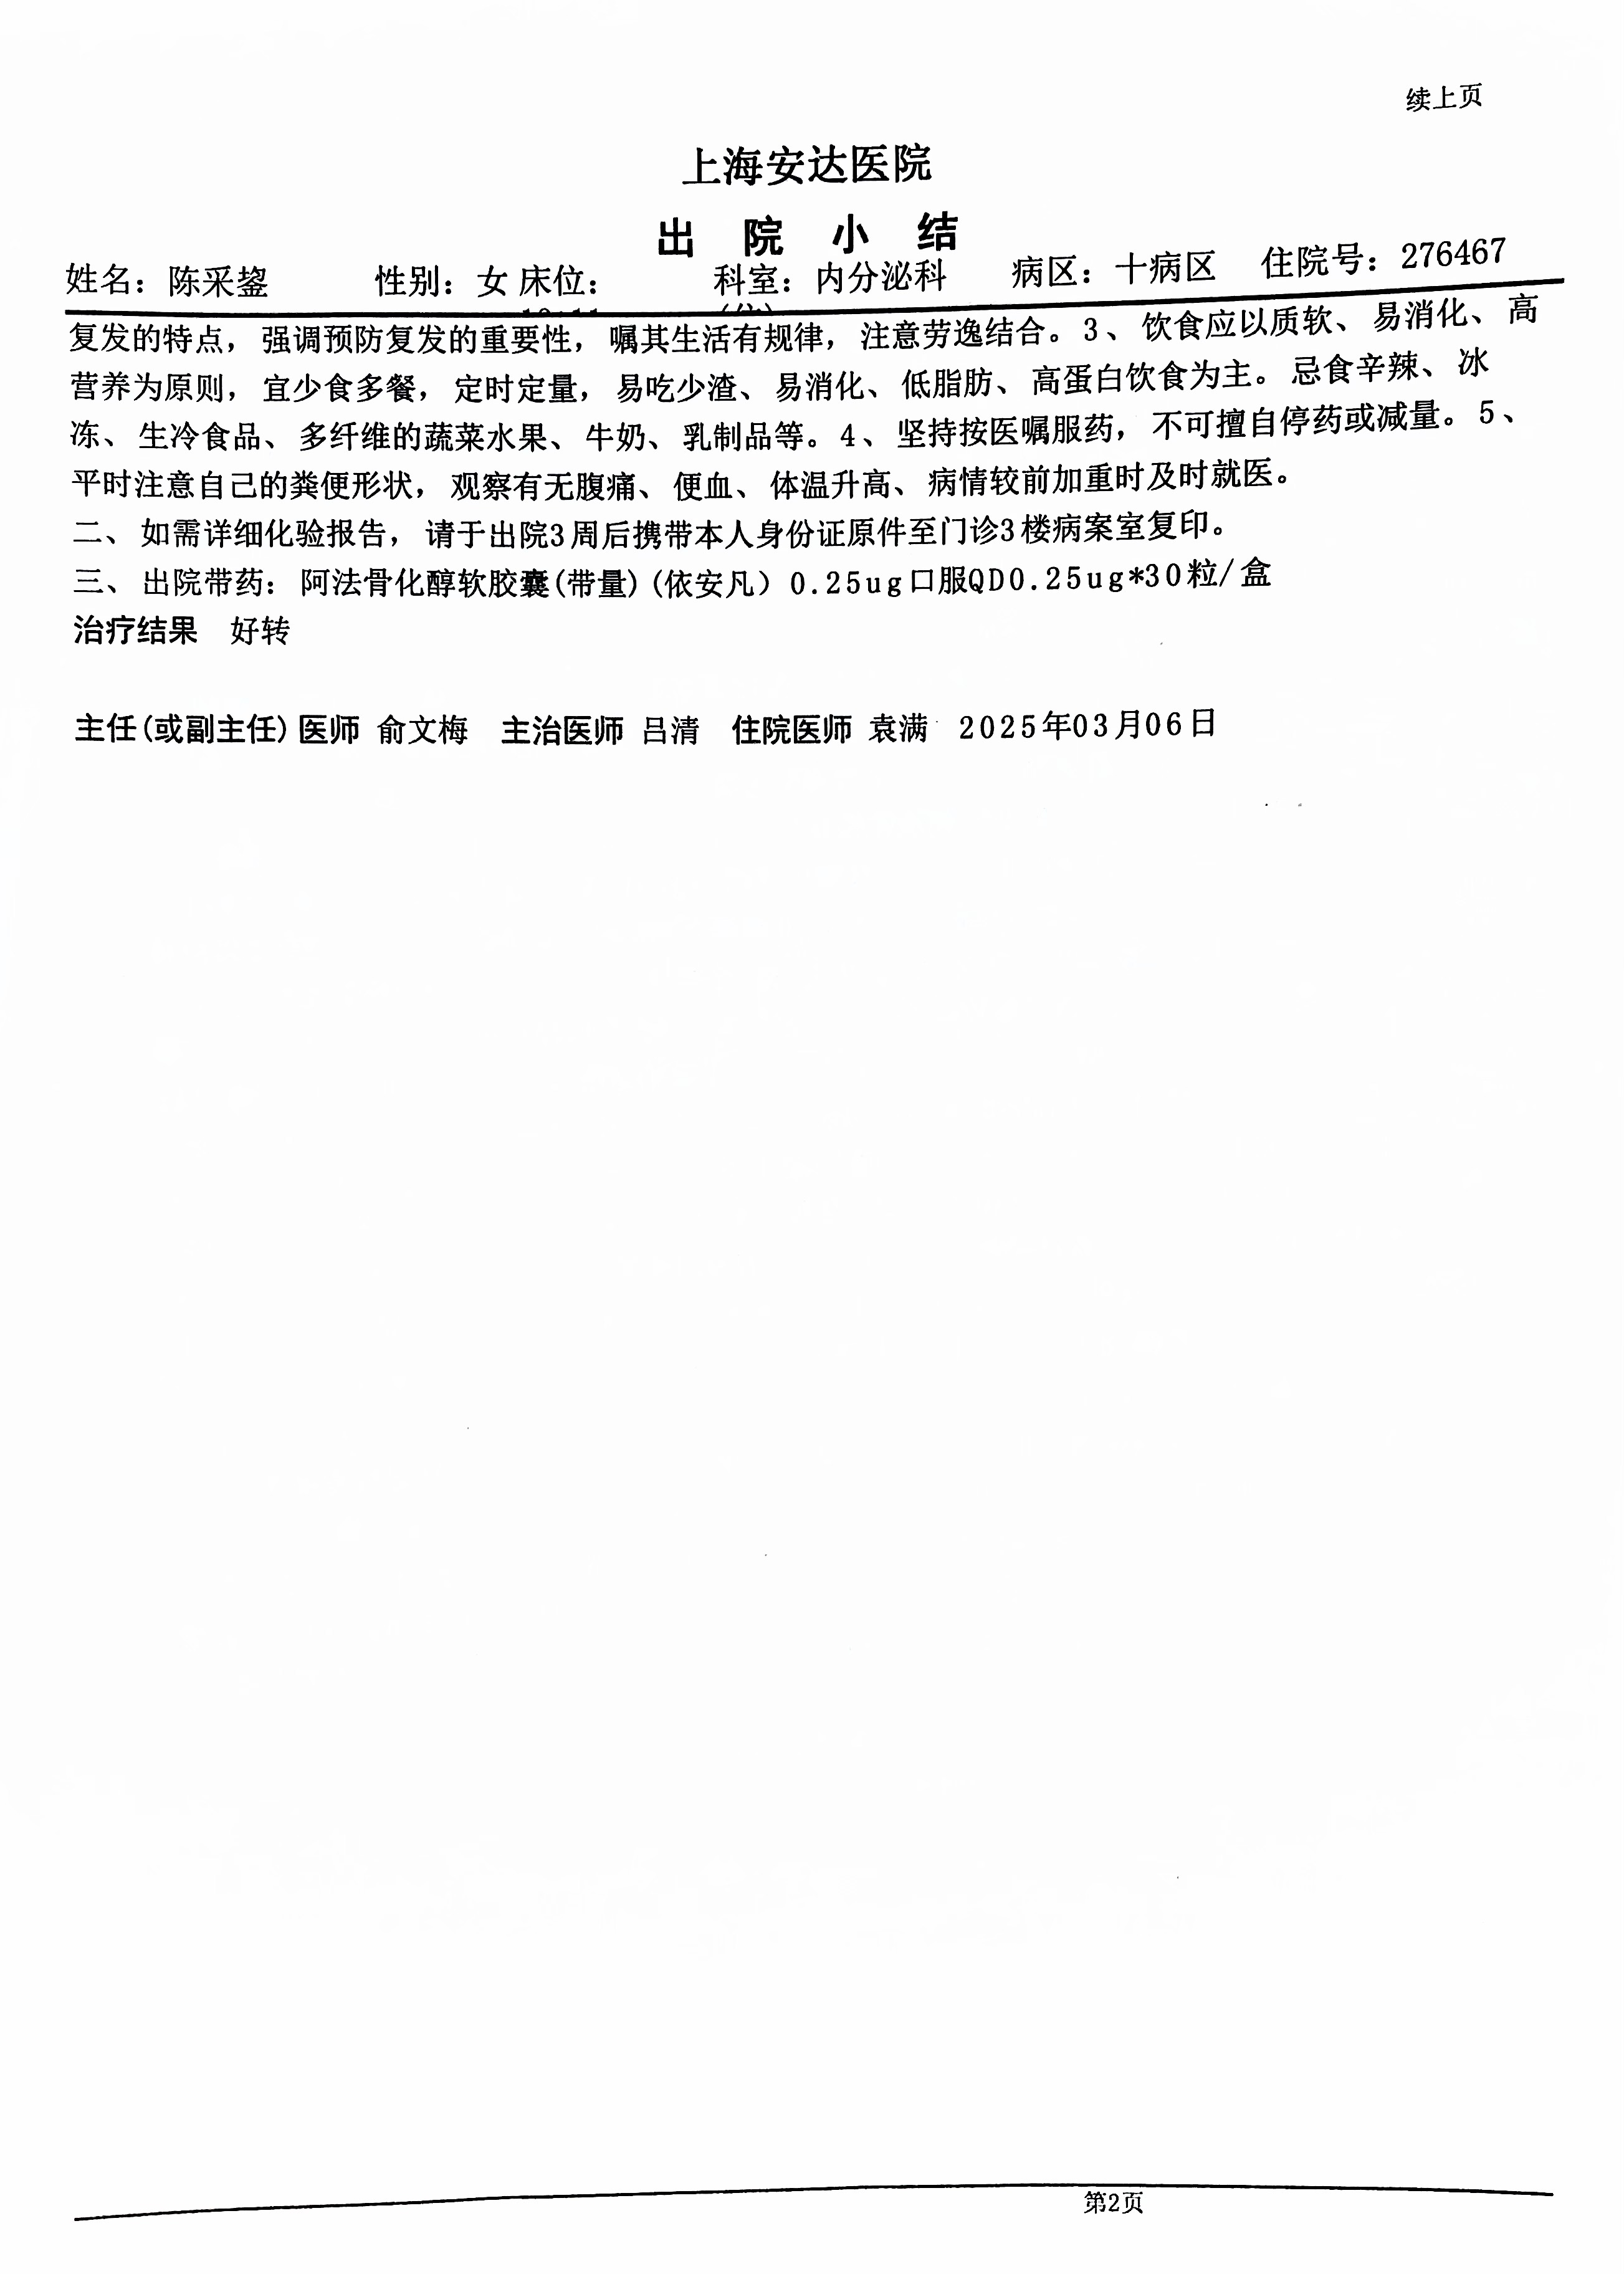 续上页
上海安达医院
出 院 小 结
姓名：陈采鋆 性别：女 床位： 科室：内分泌科 病区：十病区 住院号：276467
复发的特点，强调预防复发的重要性，嘱其生活有规律，注意劳逸结合。3、饮食应以质软、易消化、高
营养为原则，宜少食多餐，定时定量，易吃少渣、易消化、低脂肪、高蛋白饮食为主。忌食辛辣、冰
冻、生冷食品、多纤维的蔬菜水果、牛奶、乳制品等。4、坚持按医嘱服药，不可擅自停药或减量。5、
平时注意自己的粪便形状，观察有无腹痛、便血、体温升高、病情较前加重时及时就医。
二、如需详细化验报告，请于出院3周后携带本人身份证原件至门诊3楼病案室复印。
三、出院带药：阿法骨化醇软胶囊(带量)(依安凡）0.25ug口服QD0.25ug*30粒/盒
治疗结果 好转
主任(或副主任)医师 俞文梅 主治医师 吕清 住院医师 袁满 2025年03月06日
第2页